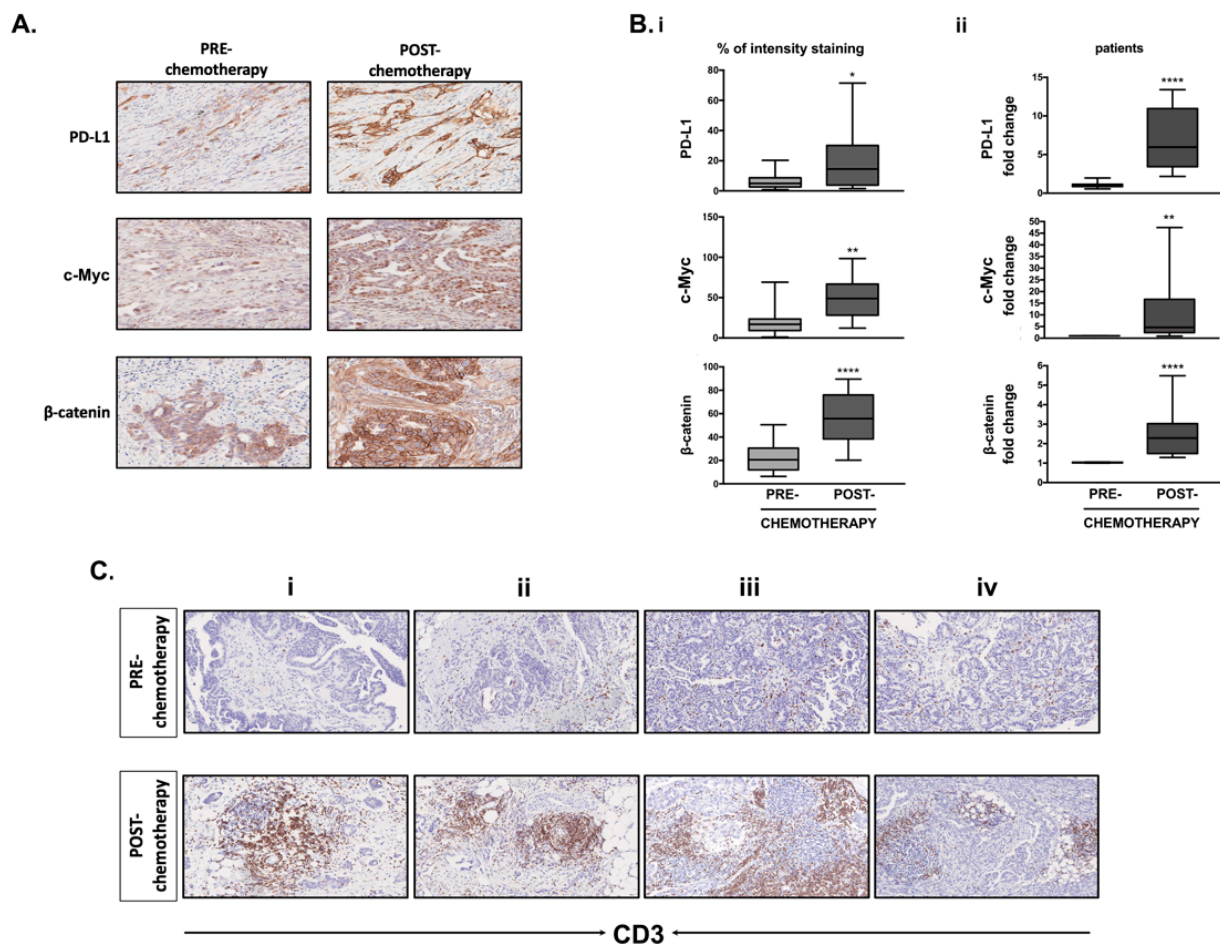 A.
PRE-
chemotherapy
POST-
chemotherapy
PD-L1
c-Myc
β-catenin
B. i
ii
% of intensity staining
patients
PD-L1
80
60
40
20
0
*
PD-L1
fold change
15
10
5
0
****
c-Myc
150
100
50
0
**
c-Myc
fold change
50
45
40
35
30
25
20
15
10
5
0
**
β-catenin
100
80
60
40
20
0
****
β-catenin
fold change
6
5
4
3
2
1
0
****
PRE- POST-
CHEMOTHERAPY
PRE- POST-
CHEMOTHERAPY
C.
i ii iii iv
PRE-
chemotherapy
POST-
chemotherapy
CD3